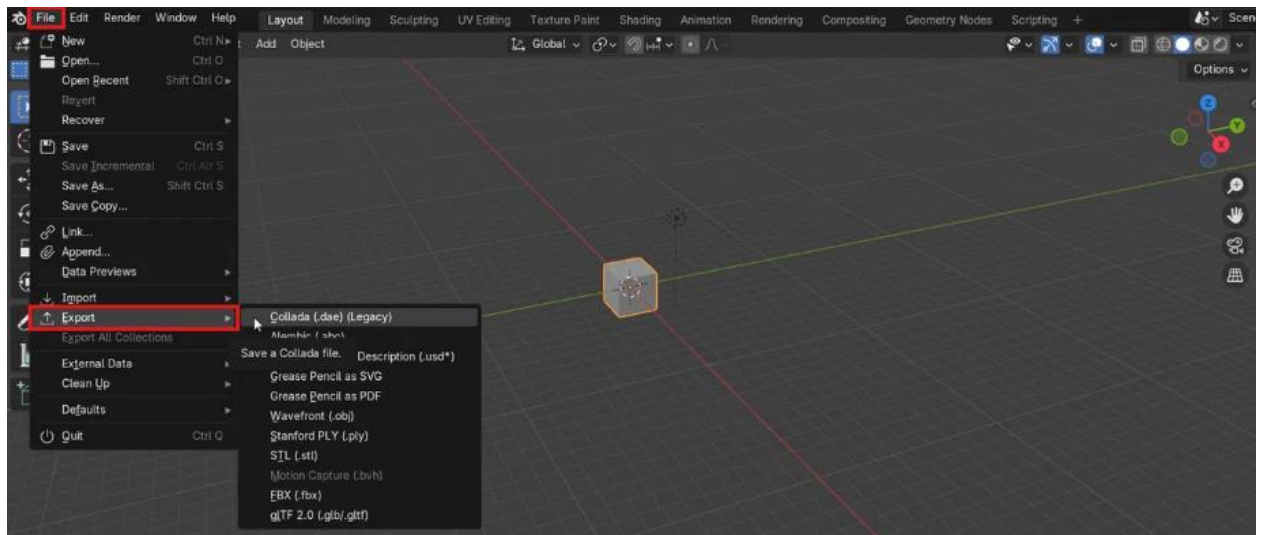 File Edit Render Window Help Layout Modeling Sculpting UV Editing Texture Paint Shading Animation Rendering Compositing Geometry Nodes Scripting + Scen
Add Object Global
Options
New Ctrl N
Open... Ctrl O
Open Recent Shift Ctrl O
Revert
Recover
Save Ctrl S
Save Incremental Ctrl Alt S
Save As... Shift Ctrl S
Save Copy...
Link...
Append...
Data Previews
Import
Export
Export All Collections
External Data
Clean Up
Defaults
Quit Ctrl Q
Collada (.dae) (Legacy)
Alembic (.abc)
Save a Collada file. Description (.usd*)
Grease Pencil as SVG
Grease Pencil as PDF
Wavefront (.obj)
Stanford PLY (.ply)
STL (.stl)
Motion Capture (.bvh)
FBX (.fbx)
glTF 2.0 (.glb/.gltf)
Z
Y
X